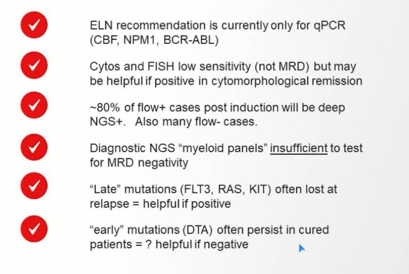 ELN recommendation is currently only for qPCR
(CBF, NPM1, BCR-ABL)
Cytos and FISH low sensitivity (not MRD) but may
be helpful if positive in cytomorphological remission
~80% of flow+ cases post induction will be deep
NGS+. Also many flow- cases.
Diagnostic NGS “myeloid panels” insufficient to test
for MRD negativity
“Late” mutations (FLT3, RAS, KIT) often lost at
relapse = helpful if positive
“early” mutations (DTA) often persist in cured
patients = ? helpful if negative